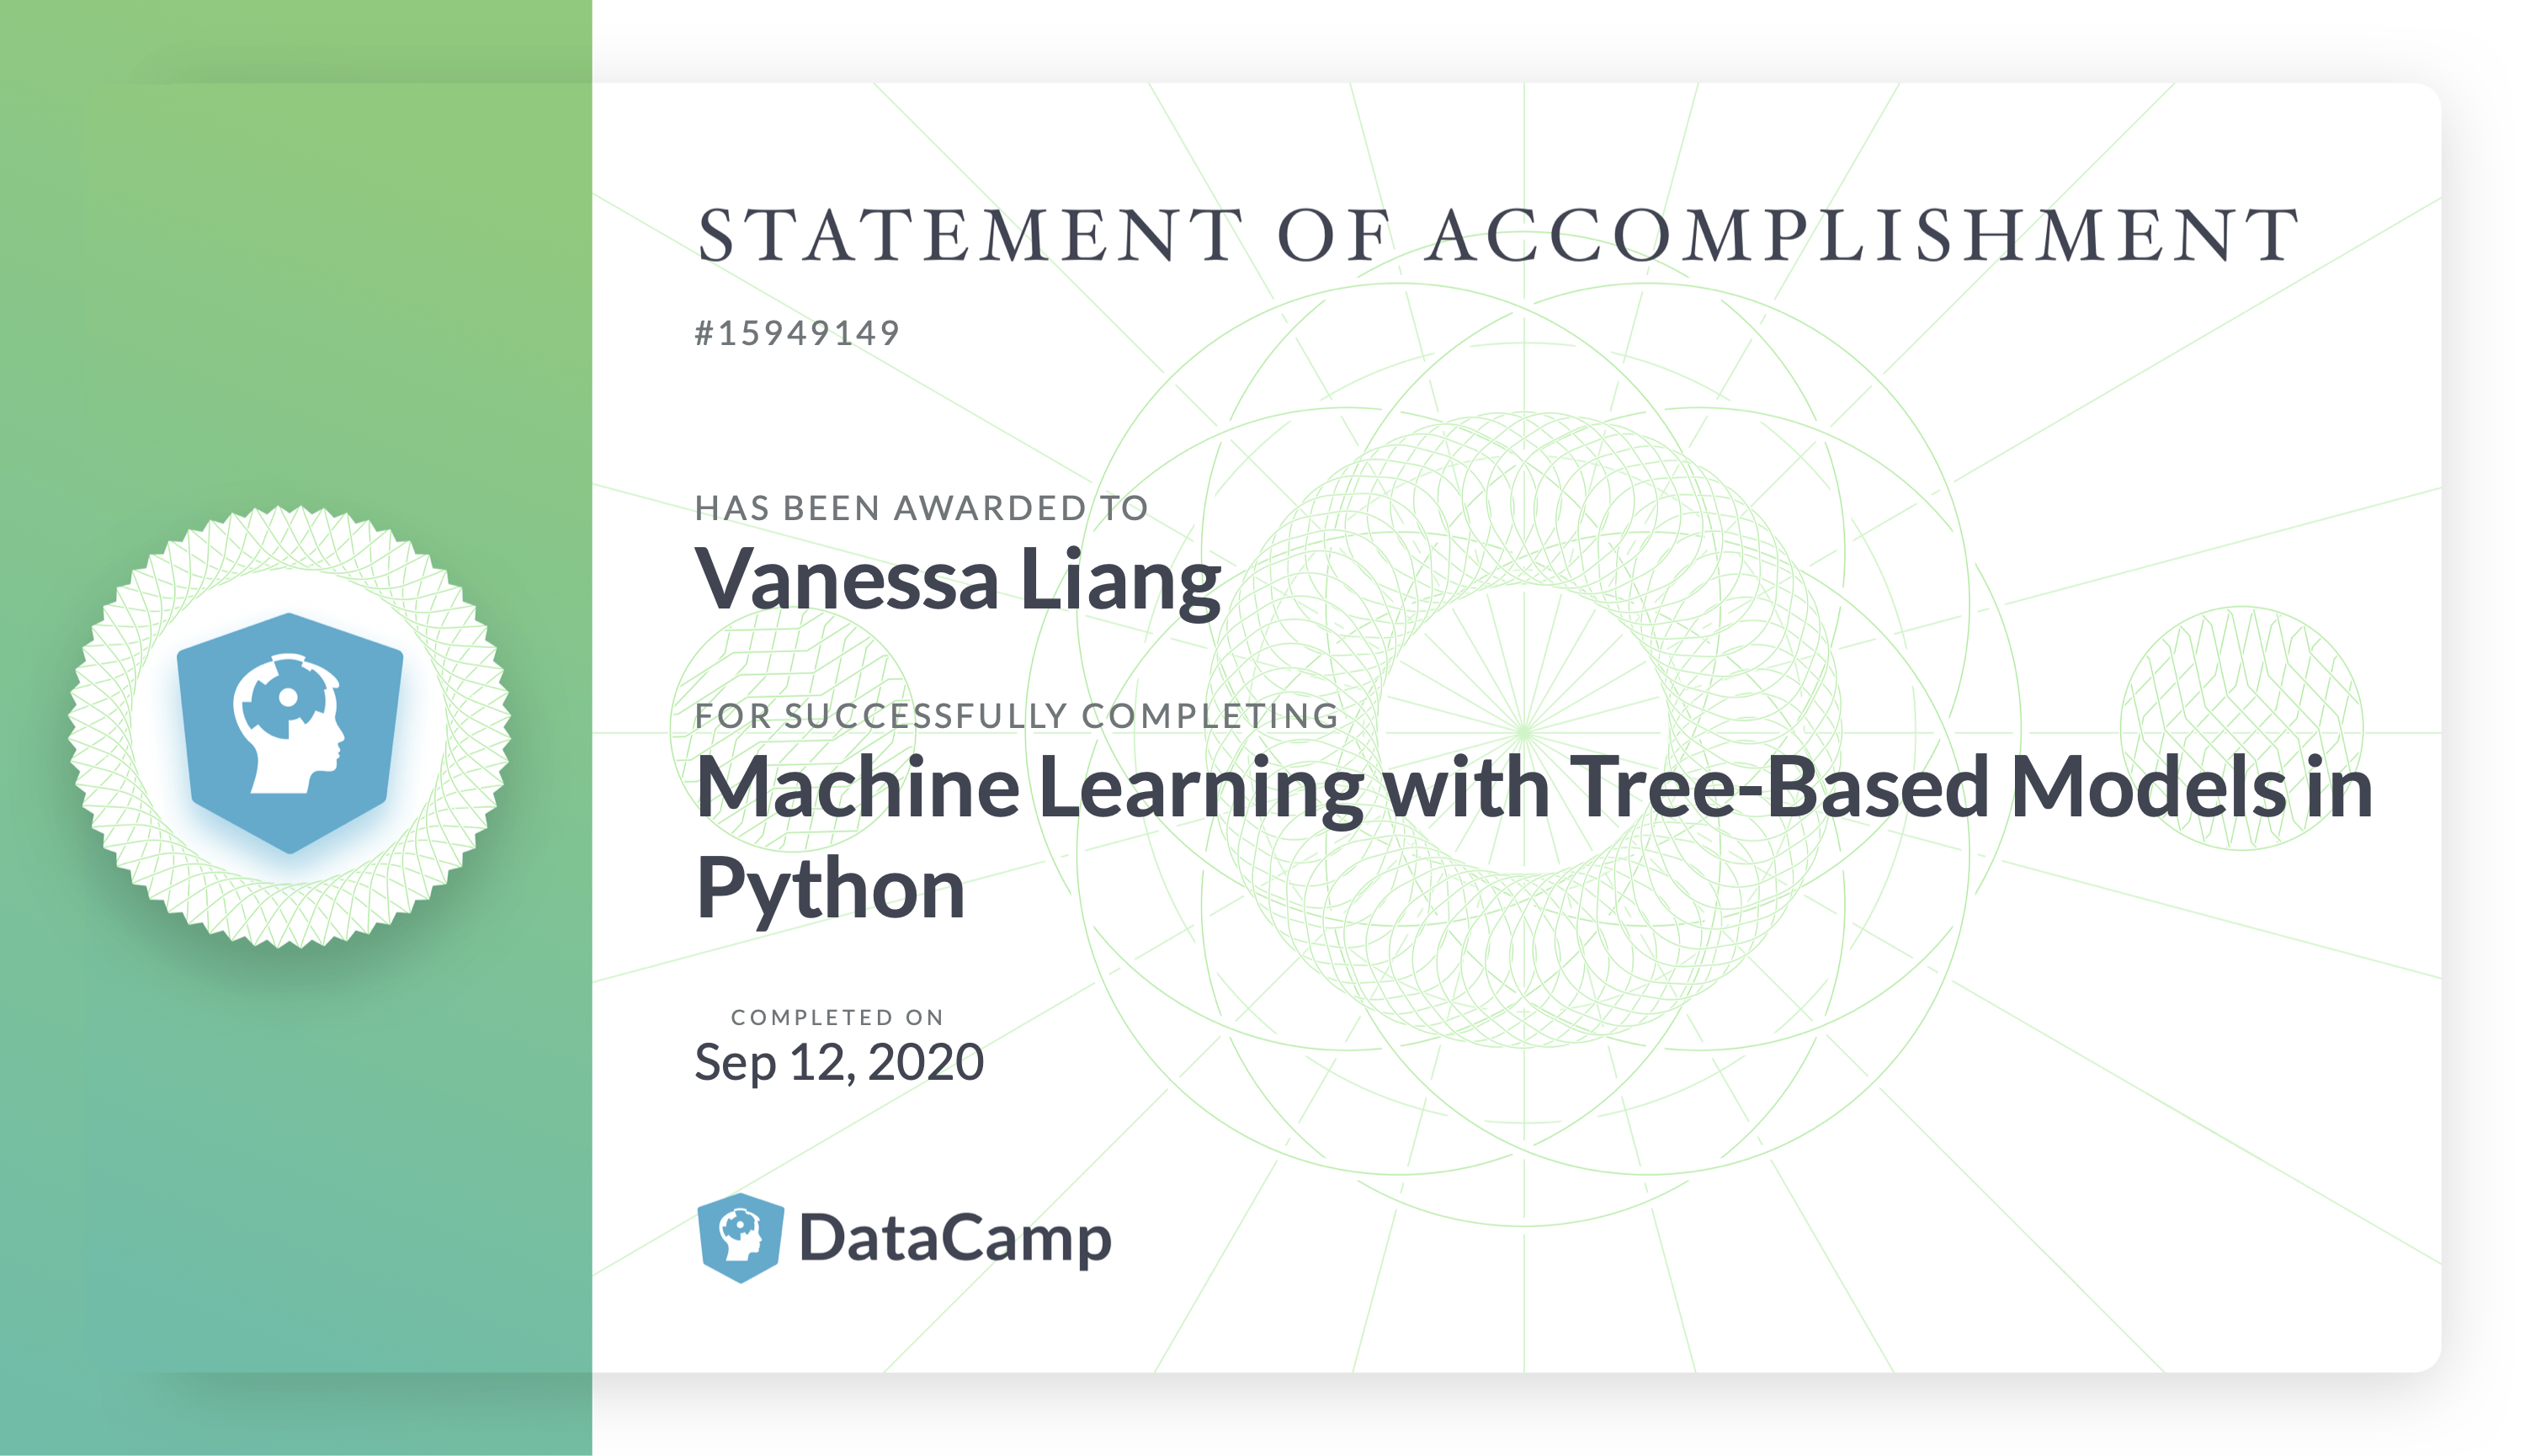 STATEMENT OF ACCOMPLISHMENT
#15949149
HAS BEEN AWARDED TO
Vanessa Liang
FOR SUCCESSFULLY COMPLETING
Machine Learning with Tree-Based Models in
Python
COMPLETED ON
Sep 12, 2020
DataCamp